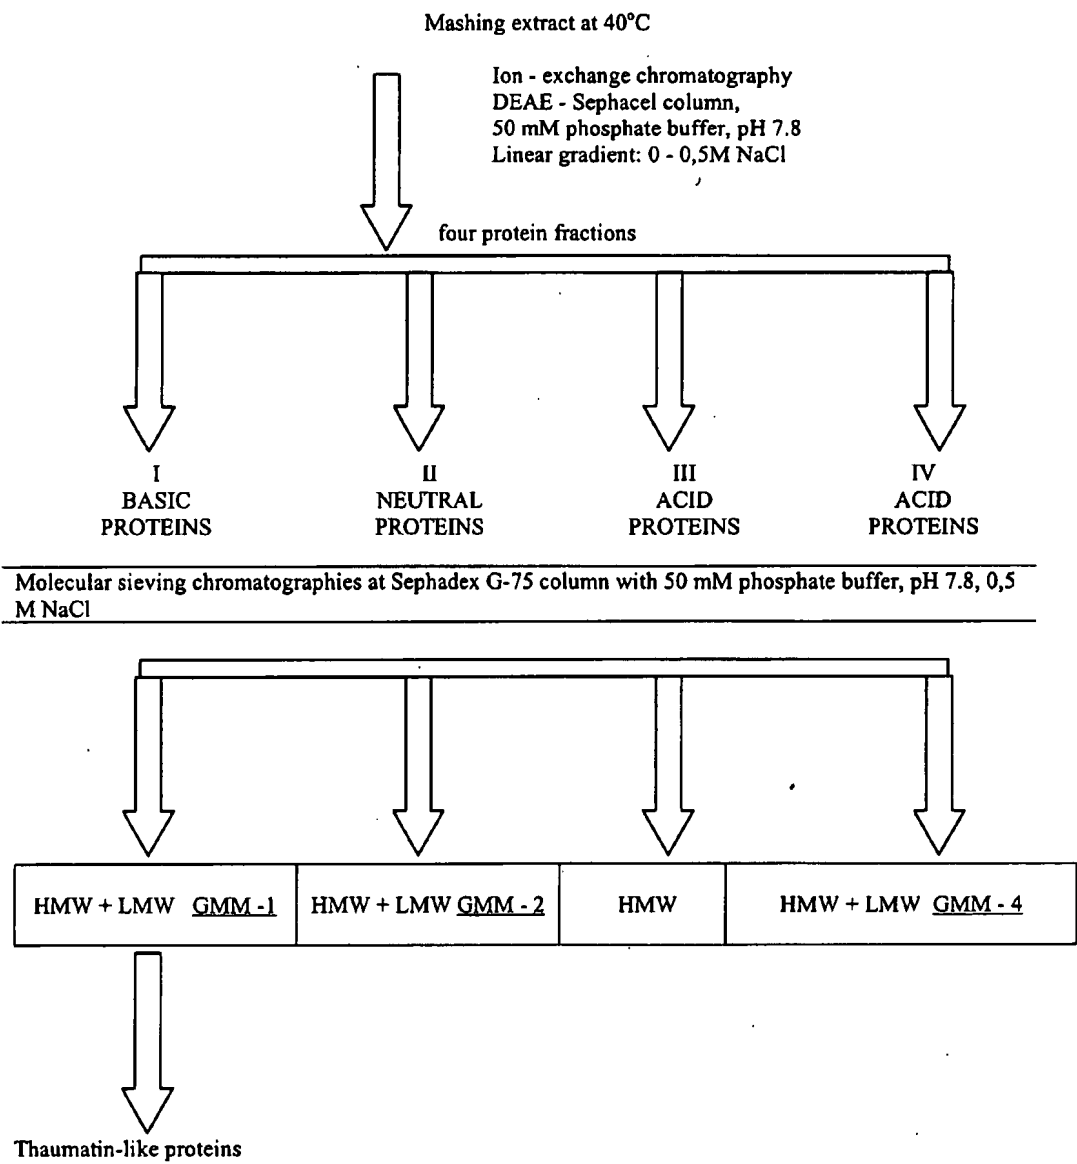 Mashing extract at 40°C
Ion - exchange chromatography
DEAE - Sephacel column,
50 mM phosphate buffer, pH 7.8
Linear gradient: 0 - 0,5M NaCl
four protein fractions
I
BASIC
PROTEINS
II
NEUTRAL
PROTEINS
III
ACID
PROTEINS
IV
ACID
PROTEINS
Molecular sieving chromatographies at Sephadex G-75 column with 50 mM phosphate buffer, pH 7.8, 0,5
M NaCl
HMW + LMW GMM -1
HMW + LMW GMM - 2
HMW
HMW + LMW GMM - 4
Thaumatin-like proteins